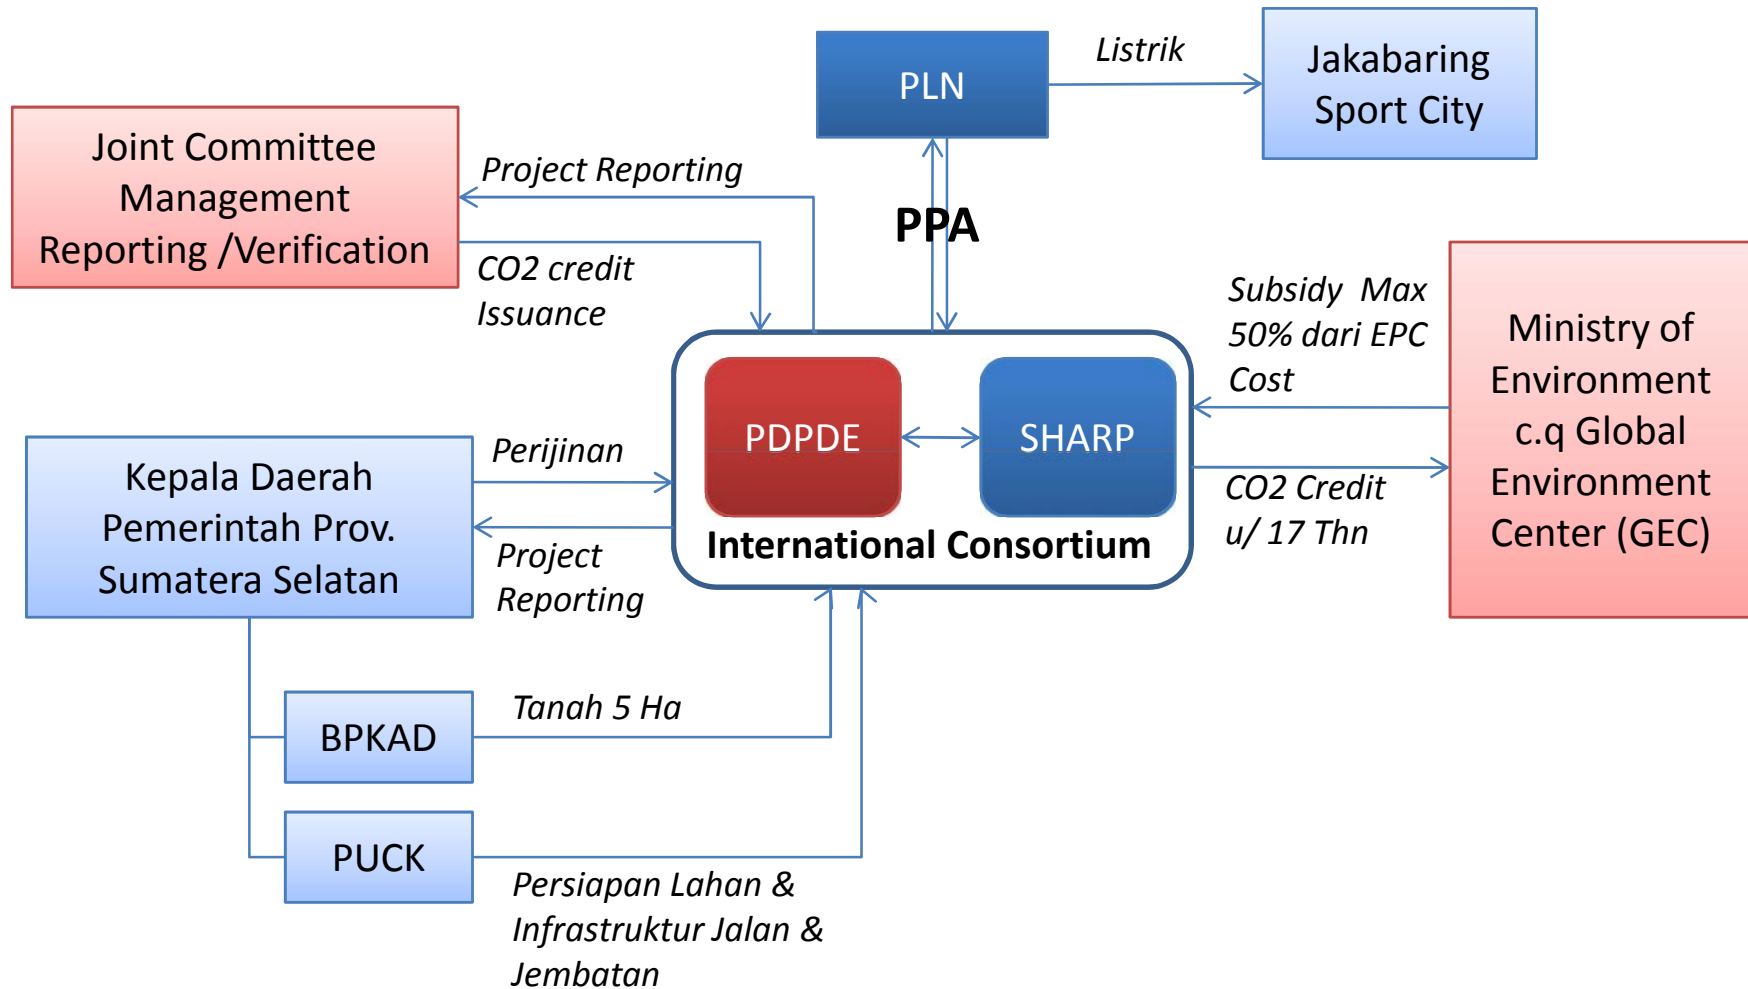 PLN
Listrik
Jakabaring
Sport City
Joint Committee
Management
Reporting /Verification
Project Reporting
CO2 credit
Issuance
PPA
Subsidy Max
50% dari EPC
Cost
CO2 Credit
u/ 17 Thn
Ministry of
Environment
c.q Global
Environment
Center (GEC)
PDPDE
SHARP
International Consortium
Kepala Daerah
Pemerintah Prov.
Sumatera Selatan
Perijinan
Project
Reporting
BPKAD
Tanah 5 Ha
PUCK
Persiapan Lahan &
Infrastruktur Jalan &
Jembatan